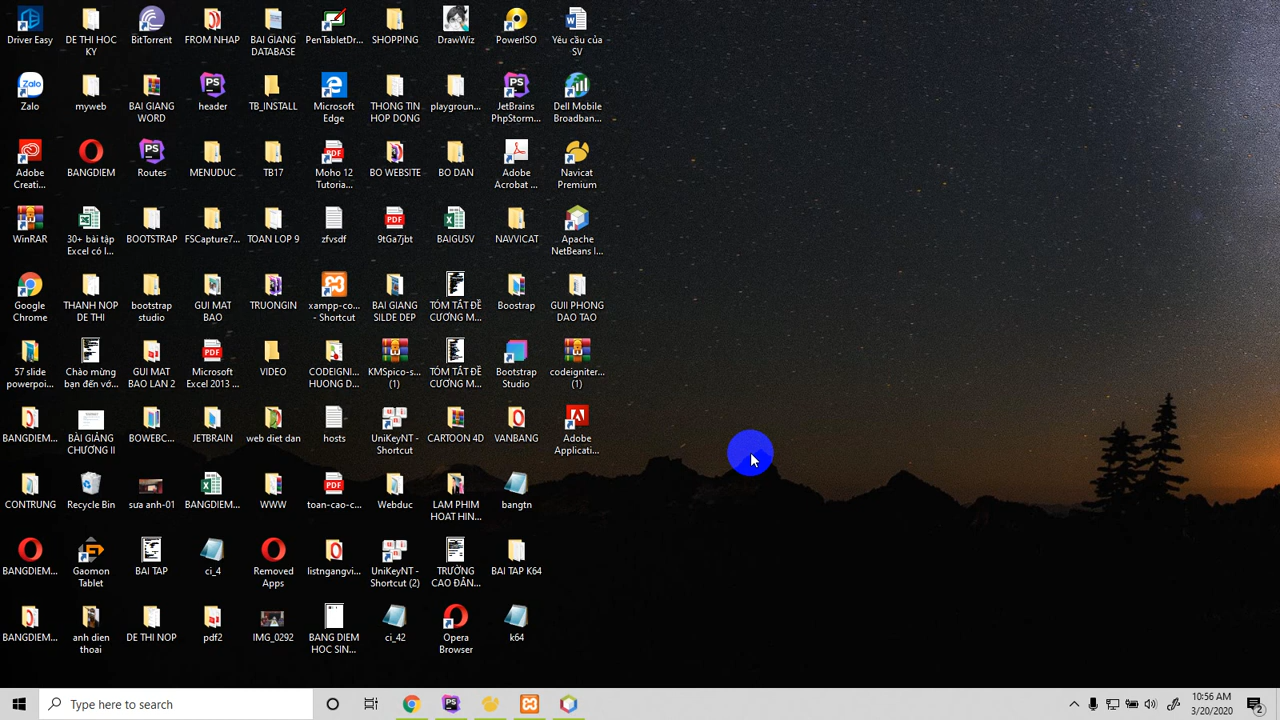 Driver Easy
DE THI HOC
KY
BitTorrent
FROM NHAP
BAI GIANG
DATABASE
PenTabletDr...
SHOPPING
DrawWiz
PowerISO
Yêu cầu của
SV
Zalo
myweb
BAI GIANG
WORD
header
TB_INSTALL
Microsoft
Edge
THONG TIN
HOP DONG
playgroun...
JetBrains
PhpStorm...
Dell Mobile
Broadban...
Adobe
Creati...
BANGDIEM
Routes
MENUDUC
TB17
Moho 12
Tutoria...
BO WEBSITE
BO DAN
Adobe
Acrobat ...
Navicat
Premium
WinRAR
30+ bài tập
Excel có l...
BOOTSTRAP
FSCapture7...
TOAN LOP 9
zfvsdf
9tGa7jbt
BAIGUSV
NAVVICAT
Apache
NetBeans I...
Google
Chrome
THANH NOP
DE THI
bootstrap
studio
GUI MAT
BAO
TRUONGIN
xampp-co...
- Shortcut
BAI GIANG
SILDE DEP
TÓM TẮT ĐỀ
CƯƠNG M...
Boostrap
GUII PHONG
DAO TAO
57 slide
powerpoi...
Chào mừng
bạn đến vớ...
GUI MAT
BAO LAN 2
Microsoft
Excel 2013 ...
VIDEO
CODEIGNI...
HUONG D...
KMSpico-s...
(1)
TÓM TẮT ĐỀ
CƯƠNG M...
Bootstrap
Studio
codeigniter...
(1)
BANGDIEM...
BÀI GIẢNG
CHƯƠNG II
BOWEBC...
JETBRAIN
web diet dan
hosts
UniKeyNT -
Shortcut
CARTOON 4D
VANBANG
Adobe
Applicati...
CONTRUNG
Recycle Bin
sưa anh-01
BANGDIEM...
WWW
toan-cao-c...
Webduc
LAM PHIM
HOAT HIN...
bangtn
BANGDIEM...
Gaomon
Tablet
BAI TAP
ci_4
Removed
Apps
listngangvi...
UniKeyNT -
Shortcut (2)
TRƯỜNG
CAO ĐẲN...
BAI TAP K64
BANGDIEM...
anh dien
thoai
DE THI NOP
pdf2
IMG_0292
BANG DIEM
HOC SIN...
ci_42
Opera
Browser
k64
Type here to search
10:56 AM
3/20/2020
2